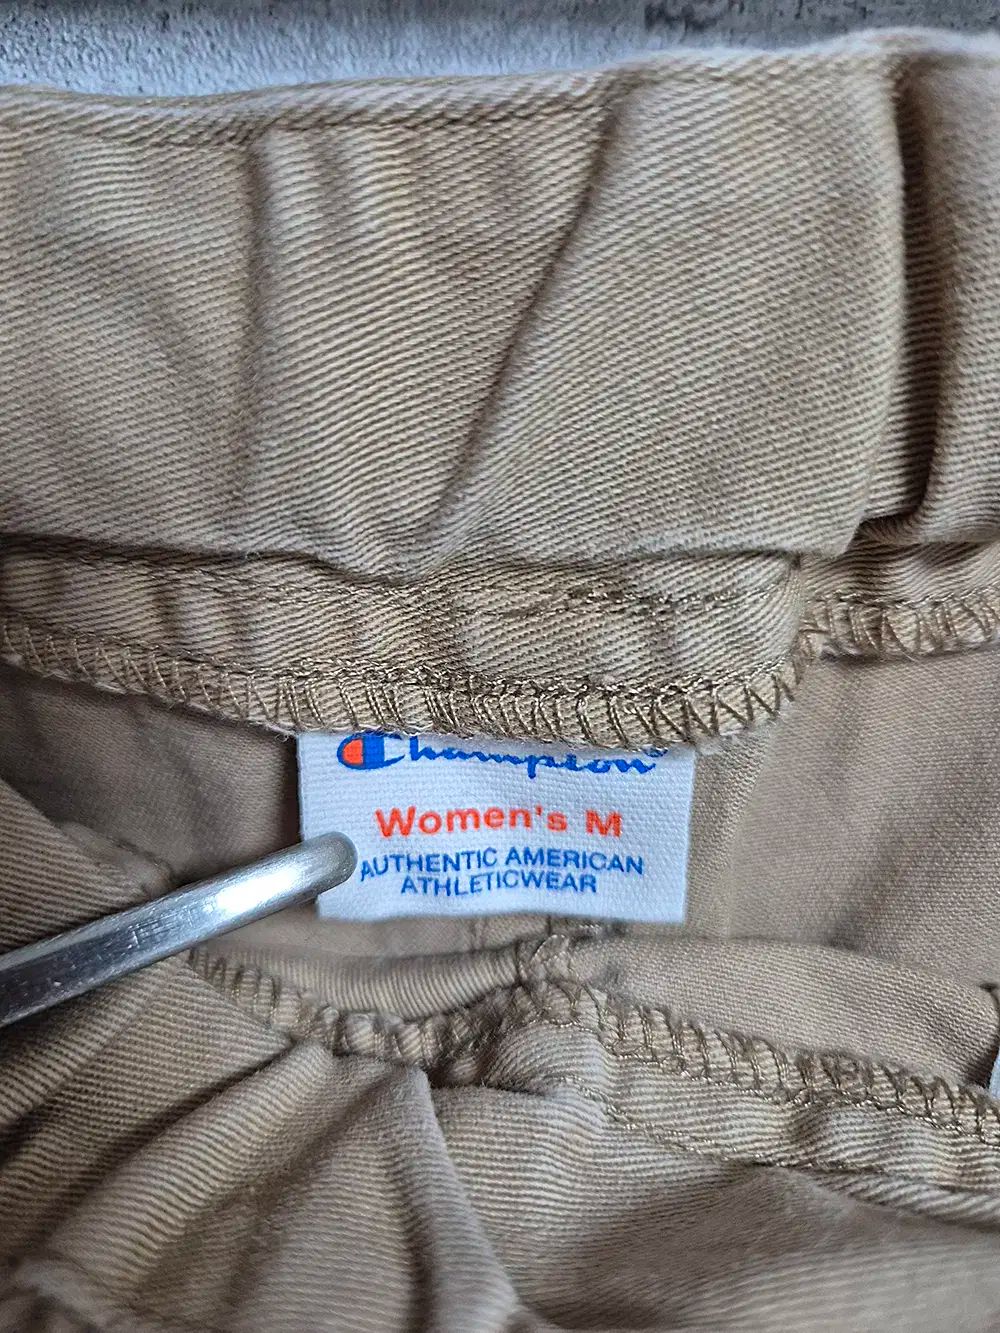 Champion
Women's M
AUTHENTIC AMERICAN
ATHLETICWEAR